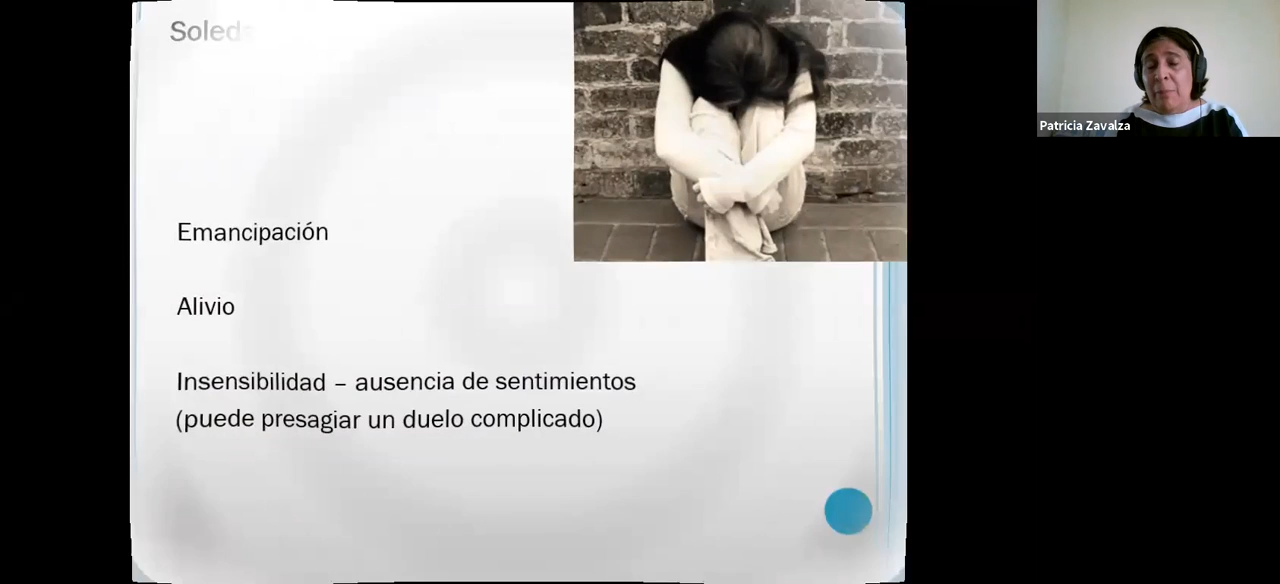 Patricia Zavalza
Emancipación
Alivio
Insensibilidad – ausencia de sentimientos
(puede presagiar un duelo complicado)